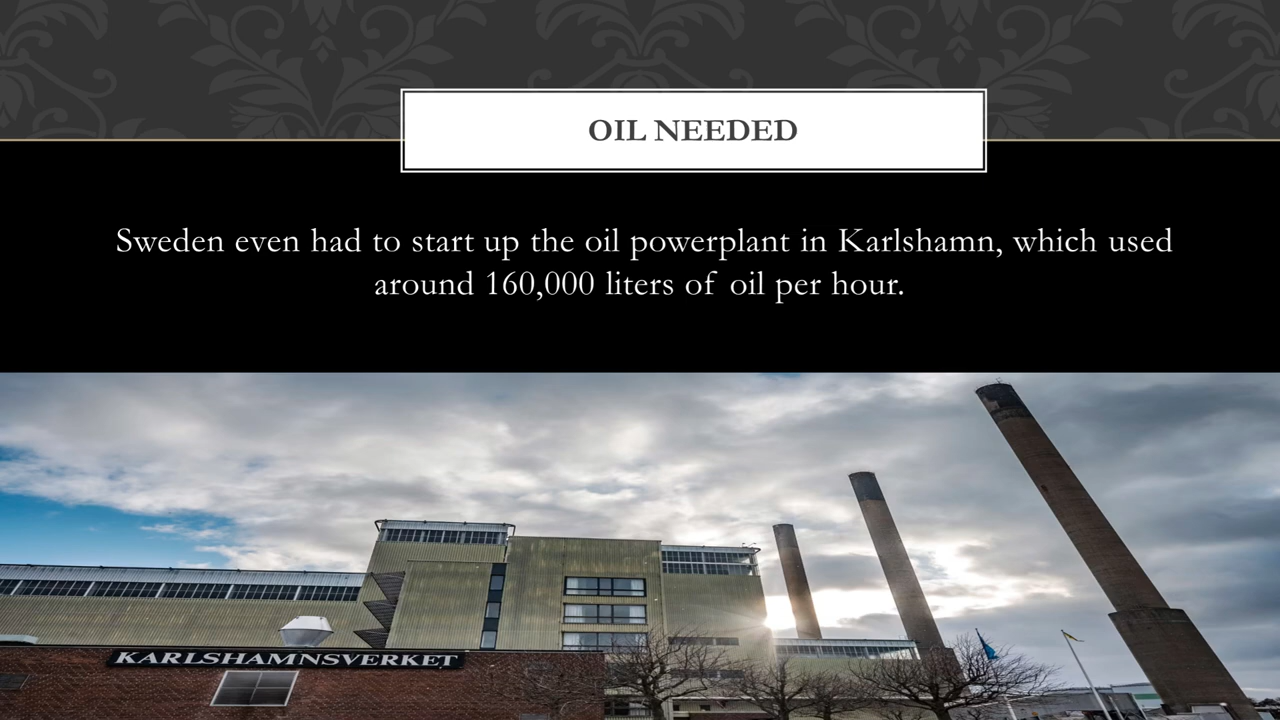 OIL NEEDED
Sweden even had to start up the oil powerplant in Karlshamn, which used
around 160,000 liters of oil per hour.
KARLSHAMNSVERKET